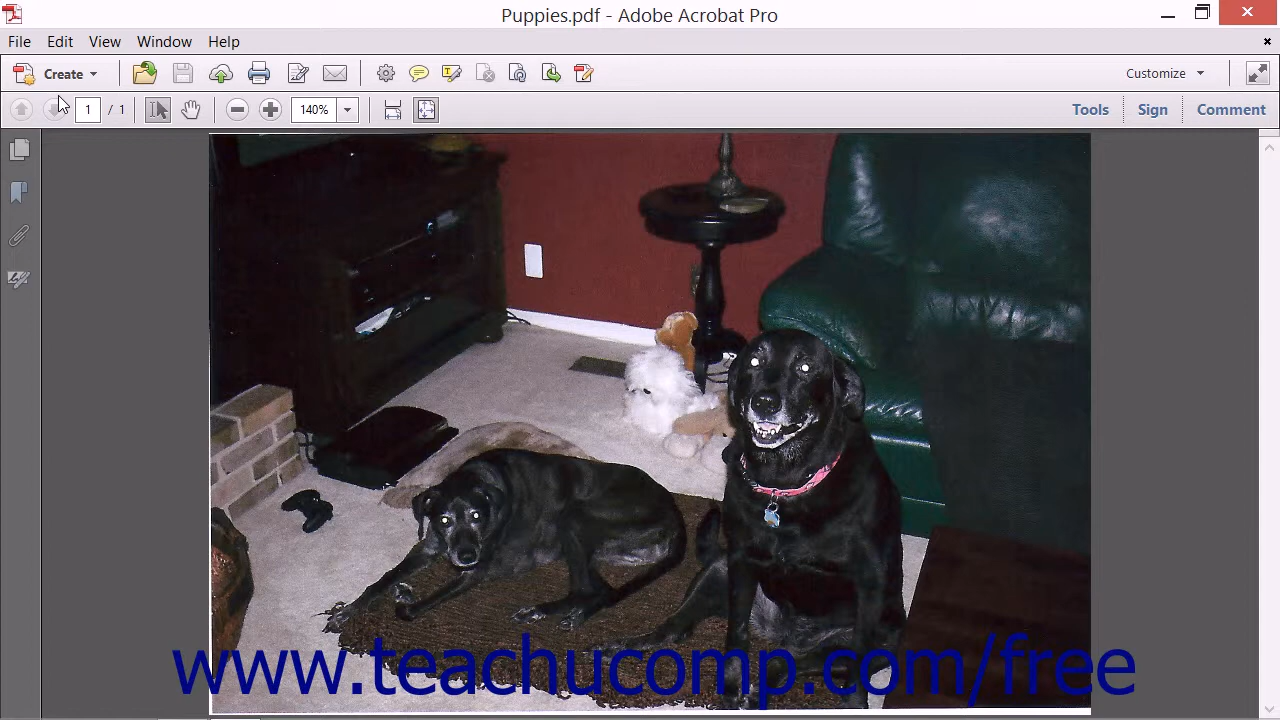 Puppies.pdf - Adobe Acrobat Pro
File Edit View Window Help
Create Customize
1 / 1 140% Tools Sign Comment
www.teachucomp.com/free